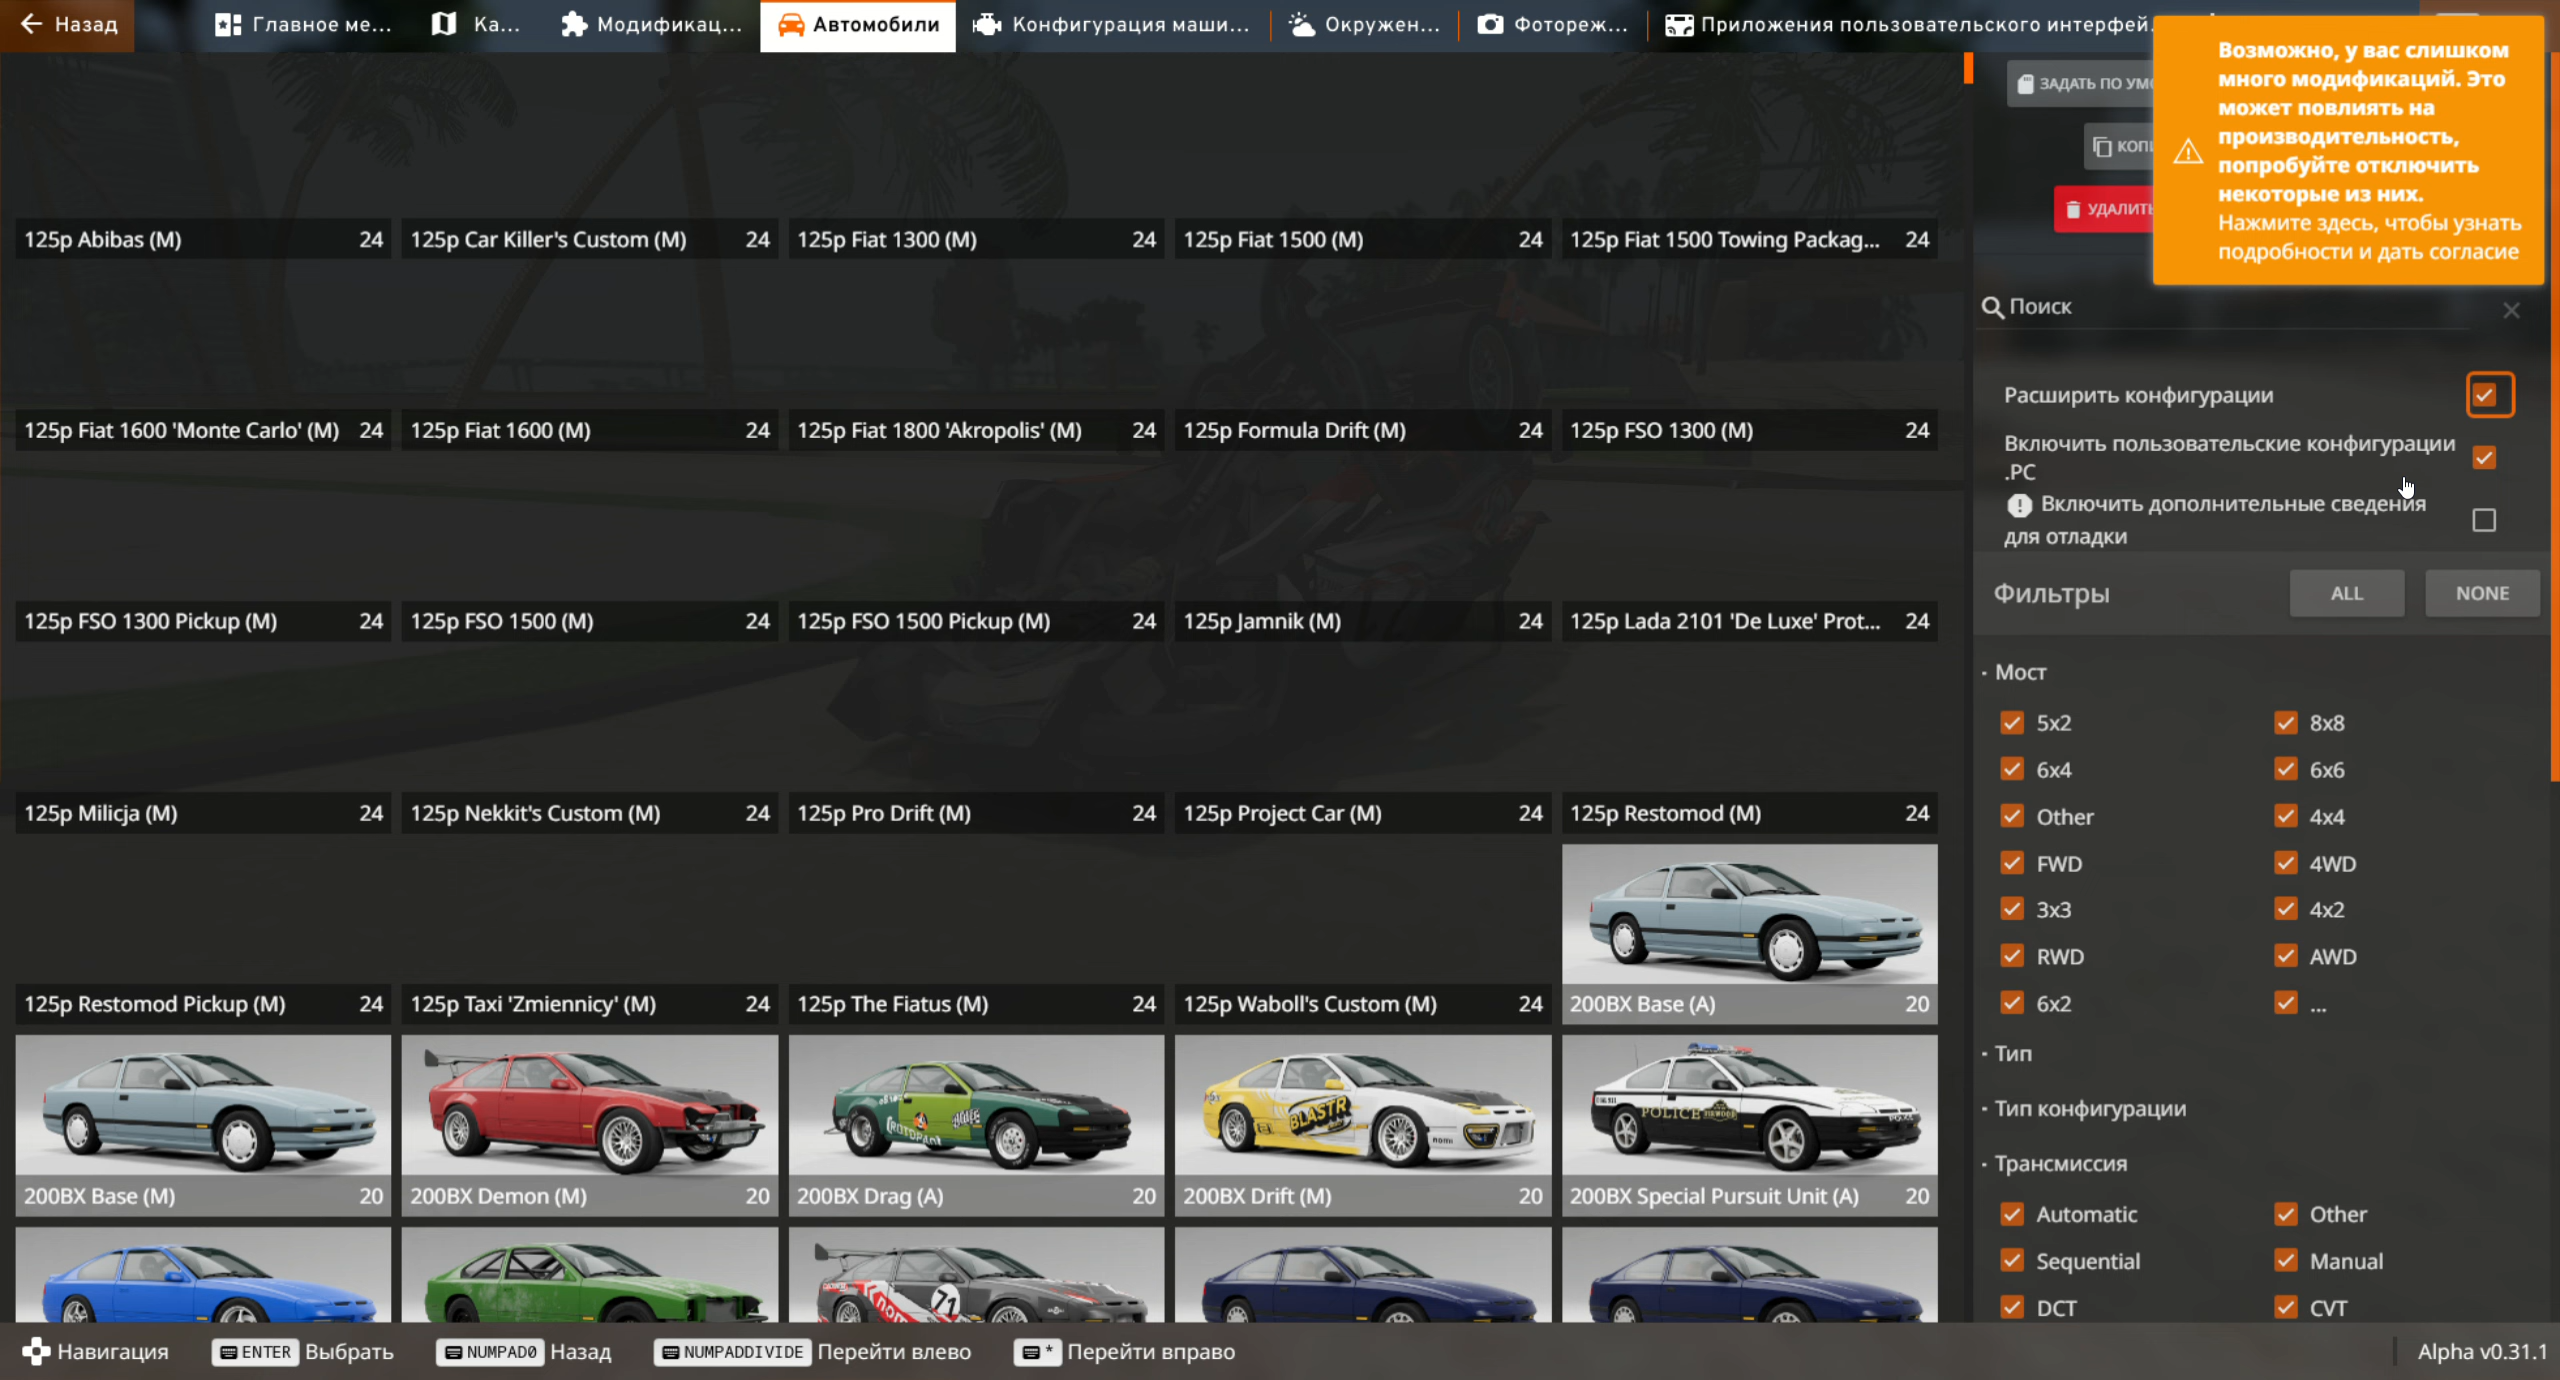 Назад
Главное ме...
Ка...
Модификац...
Автомобили
Конфигурация маши...
Окружен...
Фотореж...
Приложения пользовательского интерфей.
ЗАДАТЬ ПО УМО
КОПИ
УДАЛИТЬ
Возможно, у вас слишком
много модификаций. Это
может повлиять на
производительность,
попробуйте отключить
некоторые из них.
Нажмите здесь, чтобы узнать
подробности и дать согласие
125p Abibas (M) 24
125p Car Killer's Custom (M) 24
125p Fiat 1300 (M) 24
125p Fiat 1500 (M) 24
125p Fiat 1500 Towing Packag... 24
125p Fiat 1600 'Monte Carlo' (M) 24
125p Fiat 1600 (M) 24
125p Fiat 1800 'Akropolis' (M) 24
125p Formula Drift (M) 24
125p FSO 1300 (M) 24
125p FSO 1300 Pickup (M) 24
125p FSO 1500 (M) 24
125p FSO 1500 Pickup (M) 24
125p Jamnik (M) 24
125p Lada 2101 'De Luxe' Prot... 24
125p Milicja (M) 24
125p Nekkit's Custom (M) 24
125p Pro Drift (M) 24
125p Project Car (M) 24
125p Restomod (M) 24
125p Restomod Pickup (M) 24
125p Taxi 'Zmiennicy' (M) 24
125p The Fiatus (M) 24
125p Waboll's Custom (M) 24
200BX Base (A) 20
BLASTR
POLICE
200BX Base (M) 20
200BX Demon (M) 20
200BX Drag (A) 20
200BX Drift (M) 20
200BX Special Pursuit Unit (A) 20
71
Поиск
Расширить конфигурации
Включить пользовательские конфигурации
.PC
Включить дополнительные сведения
для отладки
Фильтры
ALL
NONE
· Мост
5x2
8x8
6x4
6x6
Other
4x4
FWD
4WD
3x3
4x2
RWD
AWD
6x2
...
· Тип
· Тип конфигурации
· Трансмиссия
Automatic
Other
Sequential
Manual
DCT
CVT
Навигация
ENTER Выбрать
NUMPAD0 Назад
NUMPADDIVIDE Перейти влево
* Перейти вправо
Alpha v0.31.1